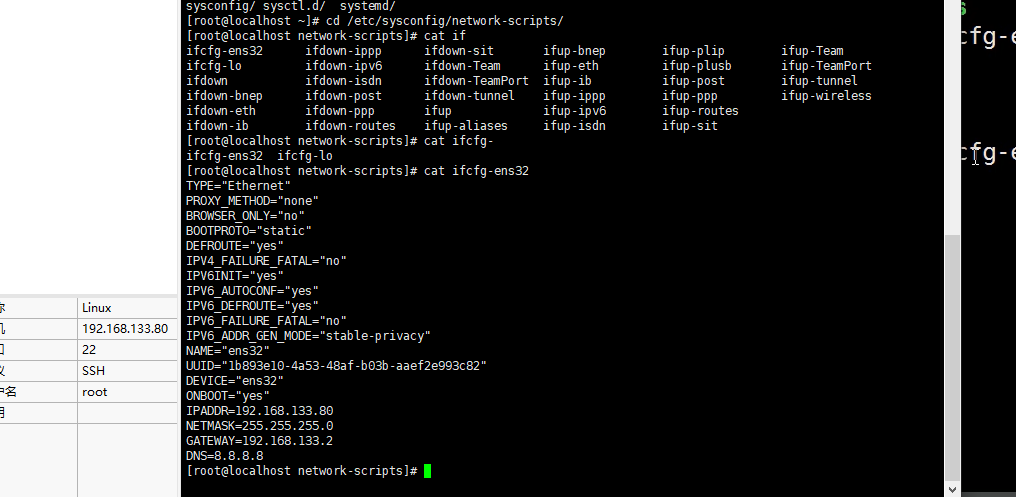 sysconfig/ sysctl.d/  systemd/
[root@localhost ~]# cd /etc/sysconfig/network-scripts/
[root@localhost network-scripts]# cat if
ifcfg-ens32  ifdown-ippp  ifdown-sit  ifup-bnep  ifup-plip  ifup-Team
ifcfg-lo  ifdown-ipv6  ifdown-Team  ifup-eth  ifup-plusb  ifup-TeamPort
ifdown  ifdown-isdn  ifdown-TeamPort  ifup-ib  ifup-post  ifup-tunnel
ifdown-bnep  ifdown-post  ifdown-tunnel  ifup-ippp  ifup-ppp  ifup-wireless
ifdown-eth  ifdown-ppp  ifup  ifup-ipv6  ifup-routes
ifdown-ib  ifdown-routes  ifup-aliases  ifup-isdn  ifup-sit
[root@localhost network-scripts]# cat ifcfg-
ifcfg-ens32  ifcfg-lo
[root@localhost network-scripts]# cat ifcfg-ens32
TYPE="Ethernet"
PROXY_METHOD="none"
BROWSER_ONLY="no"
BOOTPROTO="static"
DEFROUTE="yes"
IPV4_FAILURE_FATAL="no"
IPV6INIT="yes"
IPV6_AUTOCONF="yes"
IPV6_DEFROUTE="yes"
IPV6_FAILURE_FATAL="no"
IPV6_ADDR_GEN_MODE="stable-privacy"
NAME="ens32"
UUID="1b893e10-4a53-48af-b03b-aaef2e993c82"
DEVICE="ens32"
ONBOOT="yes"
IPADDR=192.168.133.80
NETMASK=255.255.255.0
GATEWAY=192.168.133.2
DNS=8.8.8.8
[root@localhost network-scripts]#
Linux
192.168.133.80
22
SSH
户名 root
cfg-e
cfg-e